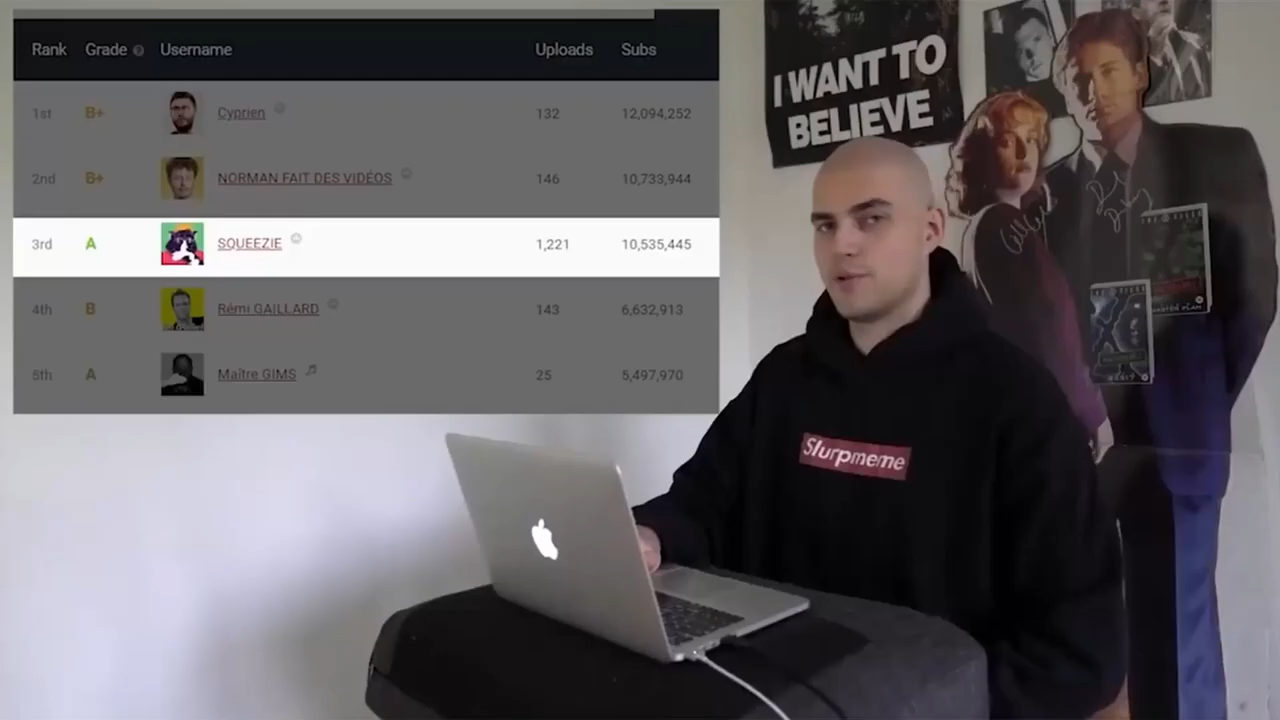 Rank Grade ? Username Uploads Subs
1st B+ Cyprien 132 12,094,252
2nd B+ NORMAN FAIT DES VIDÉOS 146 10,733,944
3rd A SQUEEZIE 1,221 10,535,445
4th B Rémi GAILLARD 143 6,632,913
5th A Maître GIMS 25 5,497,970
I WANT TO
BELIEVE
Slurpmeme